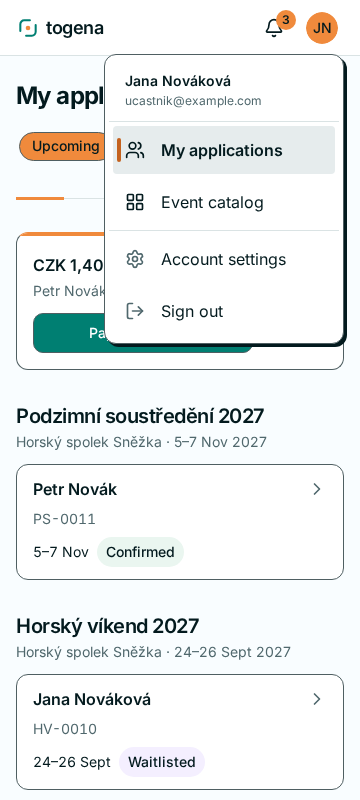 togena
3
JN
My appl
Jana Nováková
ucastnik@example.com
My applications
Event catalog
Account settings
Sign out
Upcoming
CZK 1,40
Petr Novák
Pa
Podzimní soustředění 2027
Horský spolek Sněžka · 5–7 Nov 2027
Petr Novák
PS-0011
5–7 Nov Confirmed
Horský víkend 2027
Horský spolek Sněžka · 24–26 Sept 2027
Jana Nováková
HV-0010
24–26 Sept Waitlisted